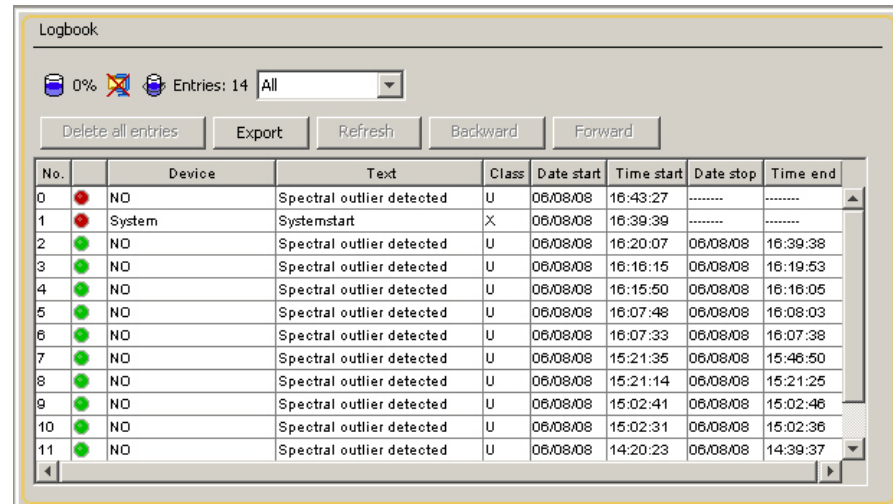 Logbook
0% Entries: 14 All
Delete all entries Export Refresh Backward Forward
No. Device Text Class Date start Time start Date stop Time end
0 NO Spectral outlier detected U 06/08/08 16:43:27 -------- --------
1 System Systemstart X 06/08/08 16:39:39 -------- --------
2 NO Spectral outlier detected U 06/08/08 16:20:07 06/08/08 16:39:38
3 NO Spectral outlier detected U 06/08/08 16:16:15 06/08/08 16:19:53
4 NO Spectral outlier detected U 06/08/08 16:15:50 06/08/08 16:16:05
5 NO Spectral outlier detected U 06/08/08 16:07:48 06/08/08 16:08:03
6 NO Spectral outlier detected U 06/08/08 16:07:33 06/08/08 16:07:38
7 NO Spectral outlier detected U 06/08/08 15:21:35 06/08/08 15:46:50
8 NO Spectral outlier detected U 06/08/08 15:21:14 06/08/08 15:21:25
9 NO Spectral outlier detected U 06/08/08 15:02:41 06/08/08 15:02:46
10 NO Spectral outlier detected U 06/08/08 15:02:31 06/08/08 15:02:36
11 NO Spectral outlier detected U 06/08/08 14:20:23 06/08/08 14:39:37